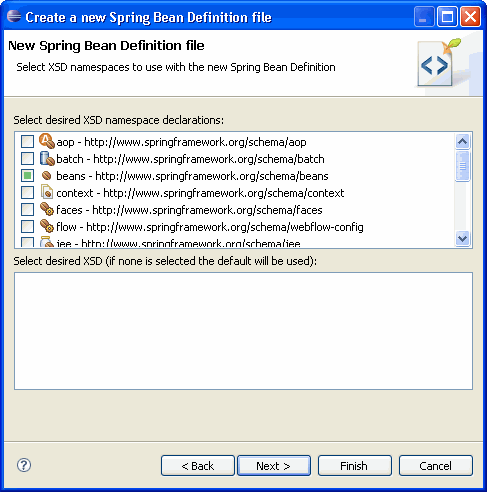 Create a new Spring Bean Definition file
New Spring Bean Definition file
Select XSD namespaces to use with the new Spring Bean Definition
Select desired XSD namespace declarations:
aop - http://www.springframework.org/schema/aop
batch - http://www.springframework.org/schema/batch
beans - http://www.springframework.org/schema/beans
context - http://www.springframework.org/schema/context
faces - http://www.springframework.org/schema/faces
flow - http://www.springframework.org/schema/webflow-config
jee - http://www.springframework.org/schema/jee
Select desired XSD (if none is selected the default will be used):
< Back
Next >
Finish
Cancel